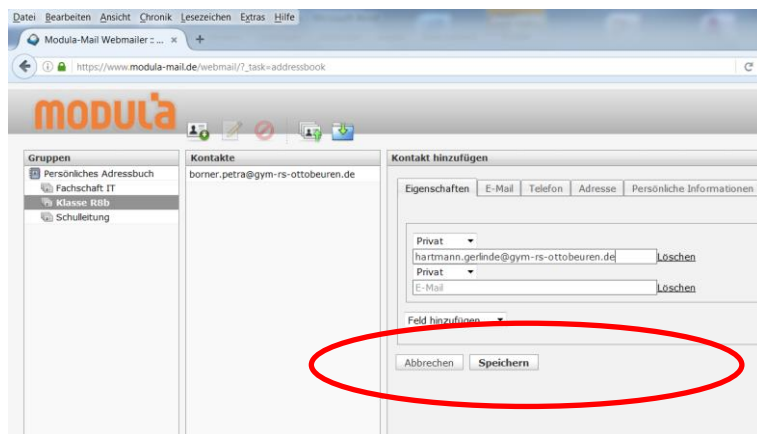 Datei Bearbeiten Ansicht Chronik Lesezeichen Extras Hilfe
Modula-Mail Webmailer :: ... × +
https://www.modula-mail.de/webmail/?_task=addressbook
modula
Gruppen
Persönliches Adressbuch
Fachschaft IT
Klasse R8b
Schulleitung
Kontakte
borner.petra@gym-rs-ottobeuren.de
Kontakt hinzufügen
Eigenschaften E-Mail Telefon Adresse Persönliche Informationen
Privat
hartmann.gerlinde@gym-rs-ottobeuren.de Löschen
Privat
E-Mail Löschen
Feld hinzufügen
Abbrechen Speichern